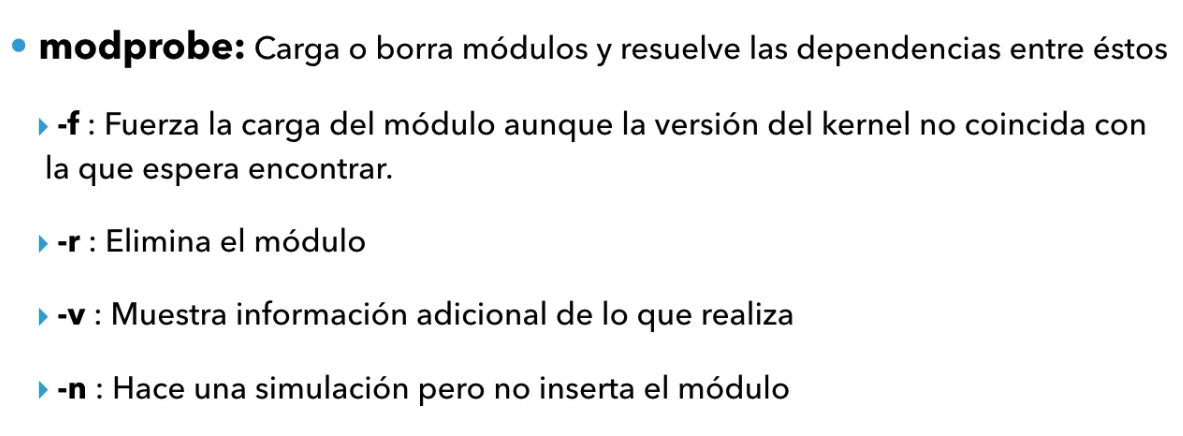 • modprobe: Carga o borra módulos y resuelve las dependencias entre éstos
-f : Fuerza la carga del módulo aunque la versión del kernel no coincida con
la que espera encontrar.
-r : Elimina el módulo
-v : Muestra información adicional de lo que realiza
-n : Hace una simulación pero no inserta el módulo